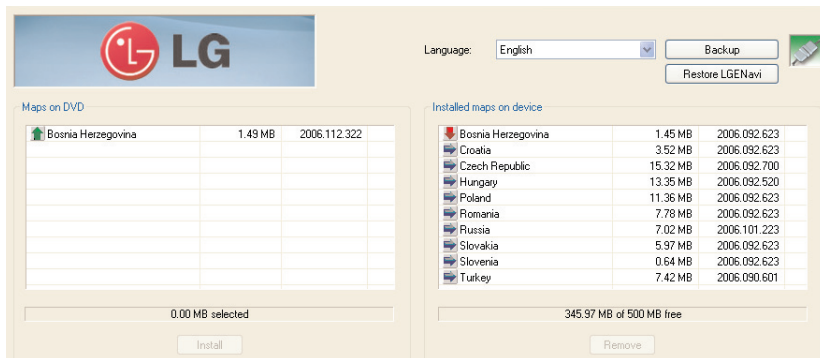 LG
Language: English Backup
Restore LGENavi
Maps on DVD
Bosnia Herzegovina 1.49 MB 2006.112.322
0.00 MB selected
Install
Installed maps on device
Bosnia Herzegovina 1.45 MB 2006.092.623
Croatia 3.52 MB 2006.092.623
Czech Republic 15.32 MB 2006.092.700
Hungary 13.35 MB 2006.092.520
Poland 11.36 MB 2006.092.623
Romania 7.78 MB 2006.092.623
Russia 7.02 MB 2006.101.223
Slovakia 5.97 MB 2006.092.623
Slovenia 0.64 MB 2006.092.623
Turkey 7.42 MB 2006.090.601
345.97 MB of 500 MB free
Remove